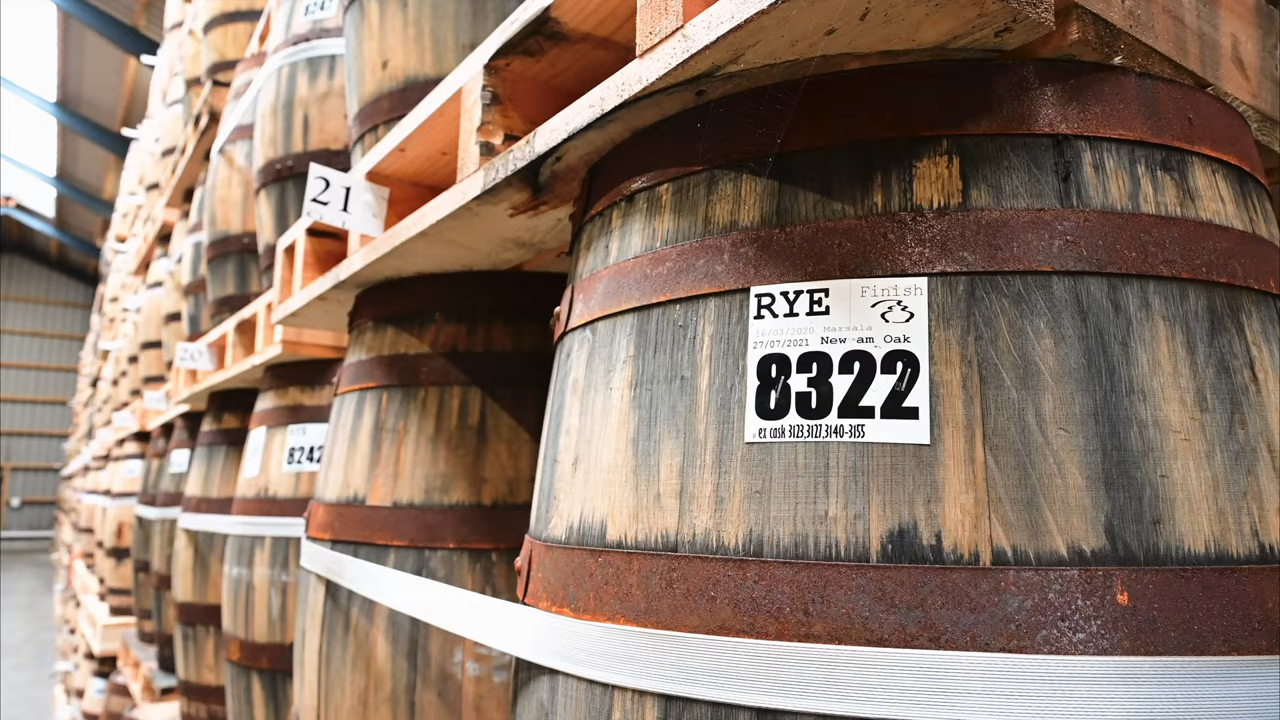 21
20
8242
RYE
Finish
16/03/2020 Marsala
27/07/2021 New am Oak
8322
ex cask 3123,3127,3140-3155